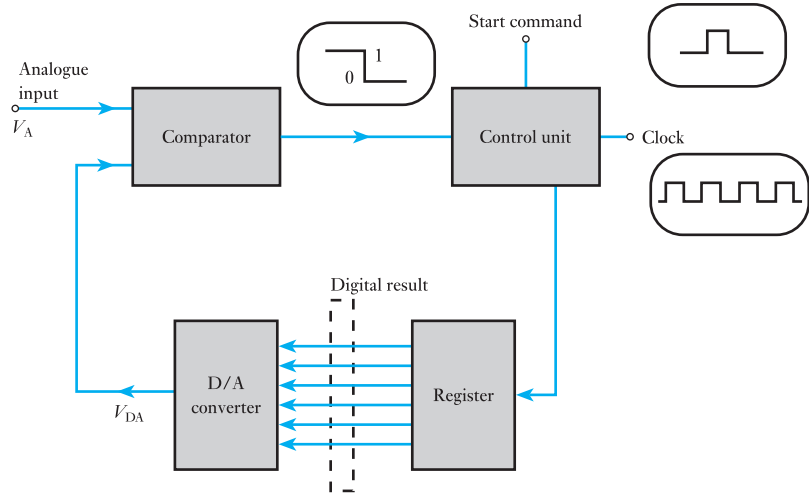 Start command
Analogue
input
V_A
1
0
Comparator
Control unit
Clock
Digital result
D/A
converter
Register
V_DA